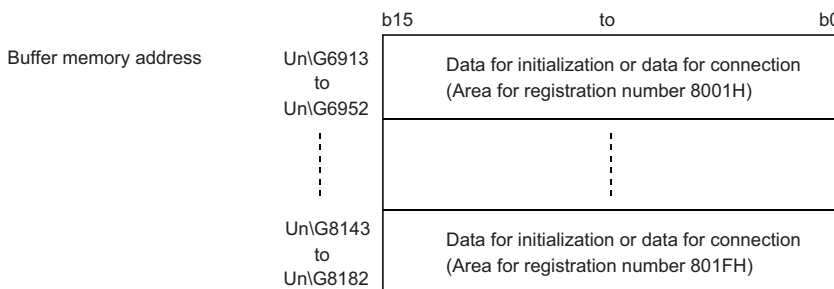 b15 to b0
Buffer memory address
Un\G6913
to
Un\G6952
Data for initialization or data for connection
(Area for registration number 8001H)
Un\G8143
to
Un\G8182
Data for initialization or data for connection
(Area for registration number 801FH)